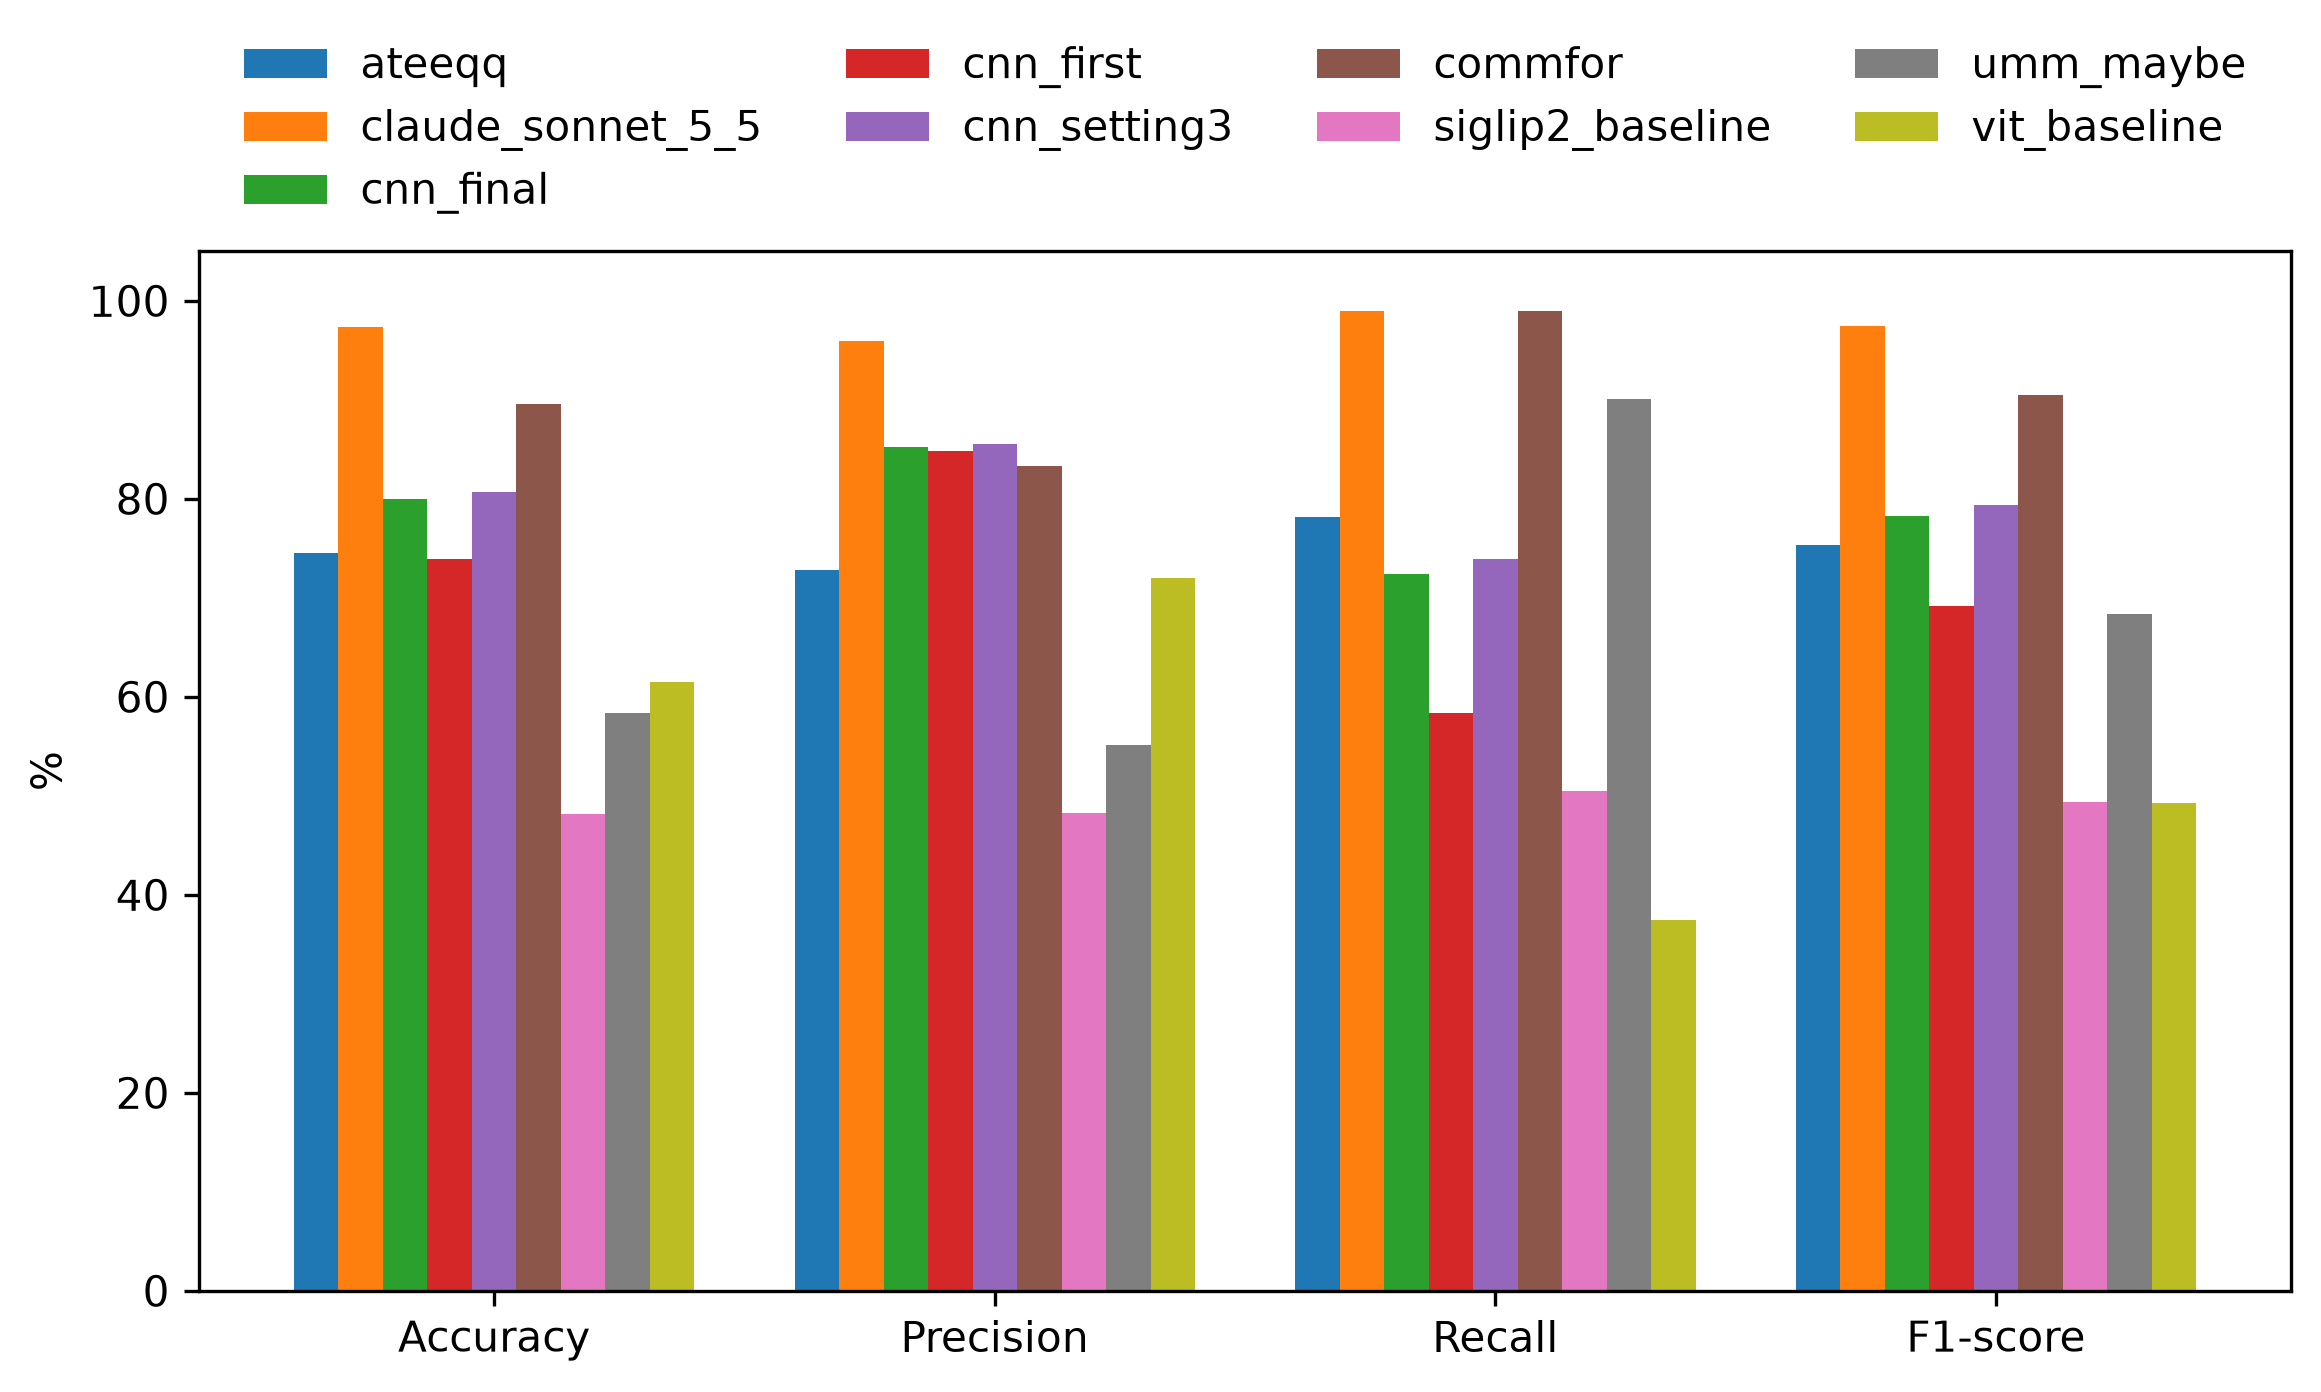 ateeqq
claude_sonnet_5_5
cnn_final
cnn_first
cnn_setting3
commfor
siglip2_baseline
umm_maybe
vit_baseline
%
100
80
60
40
20
0
Accuracy Precision Recall F1-score